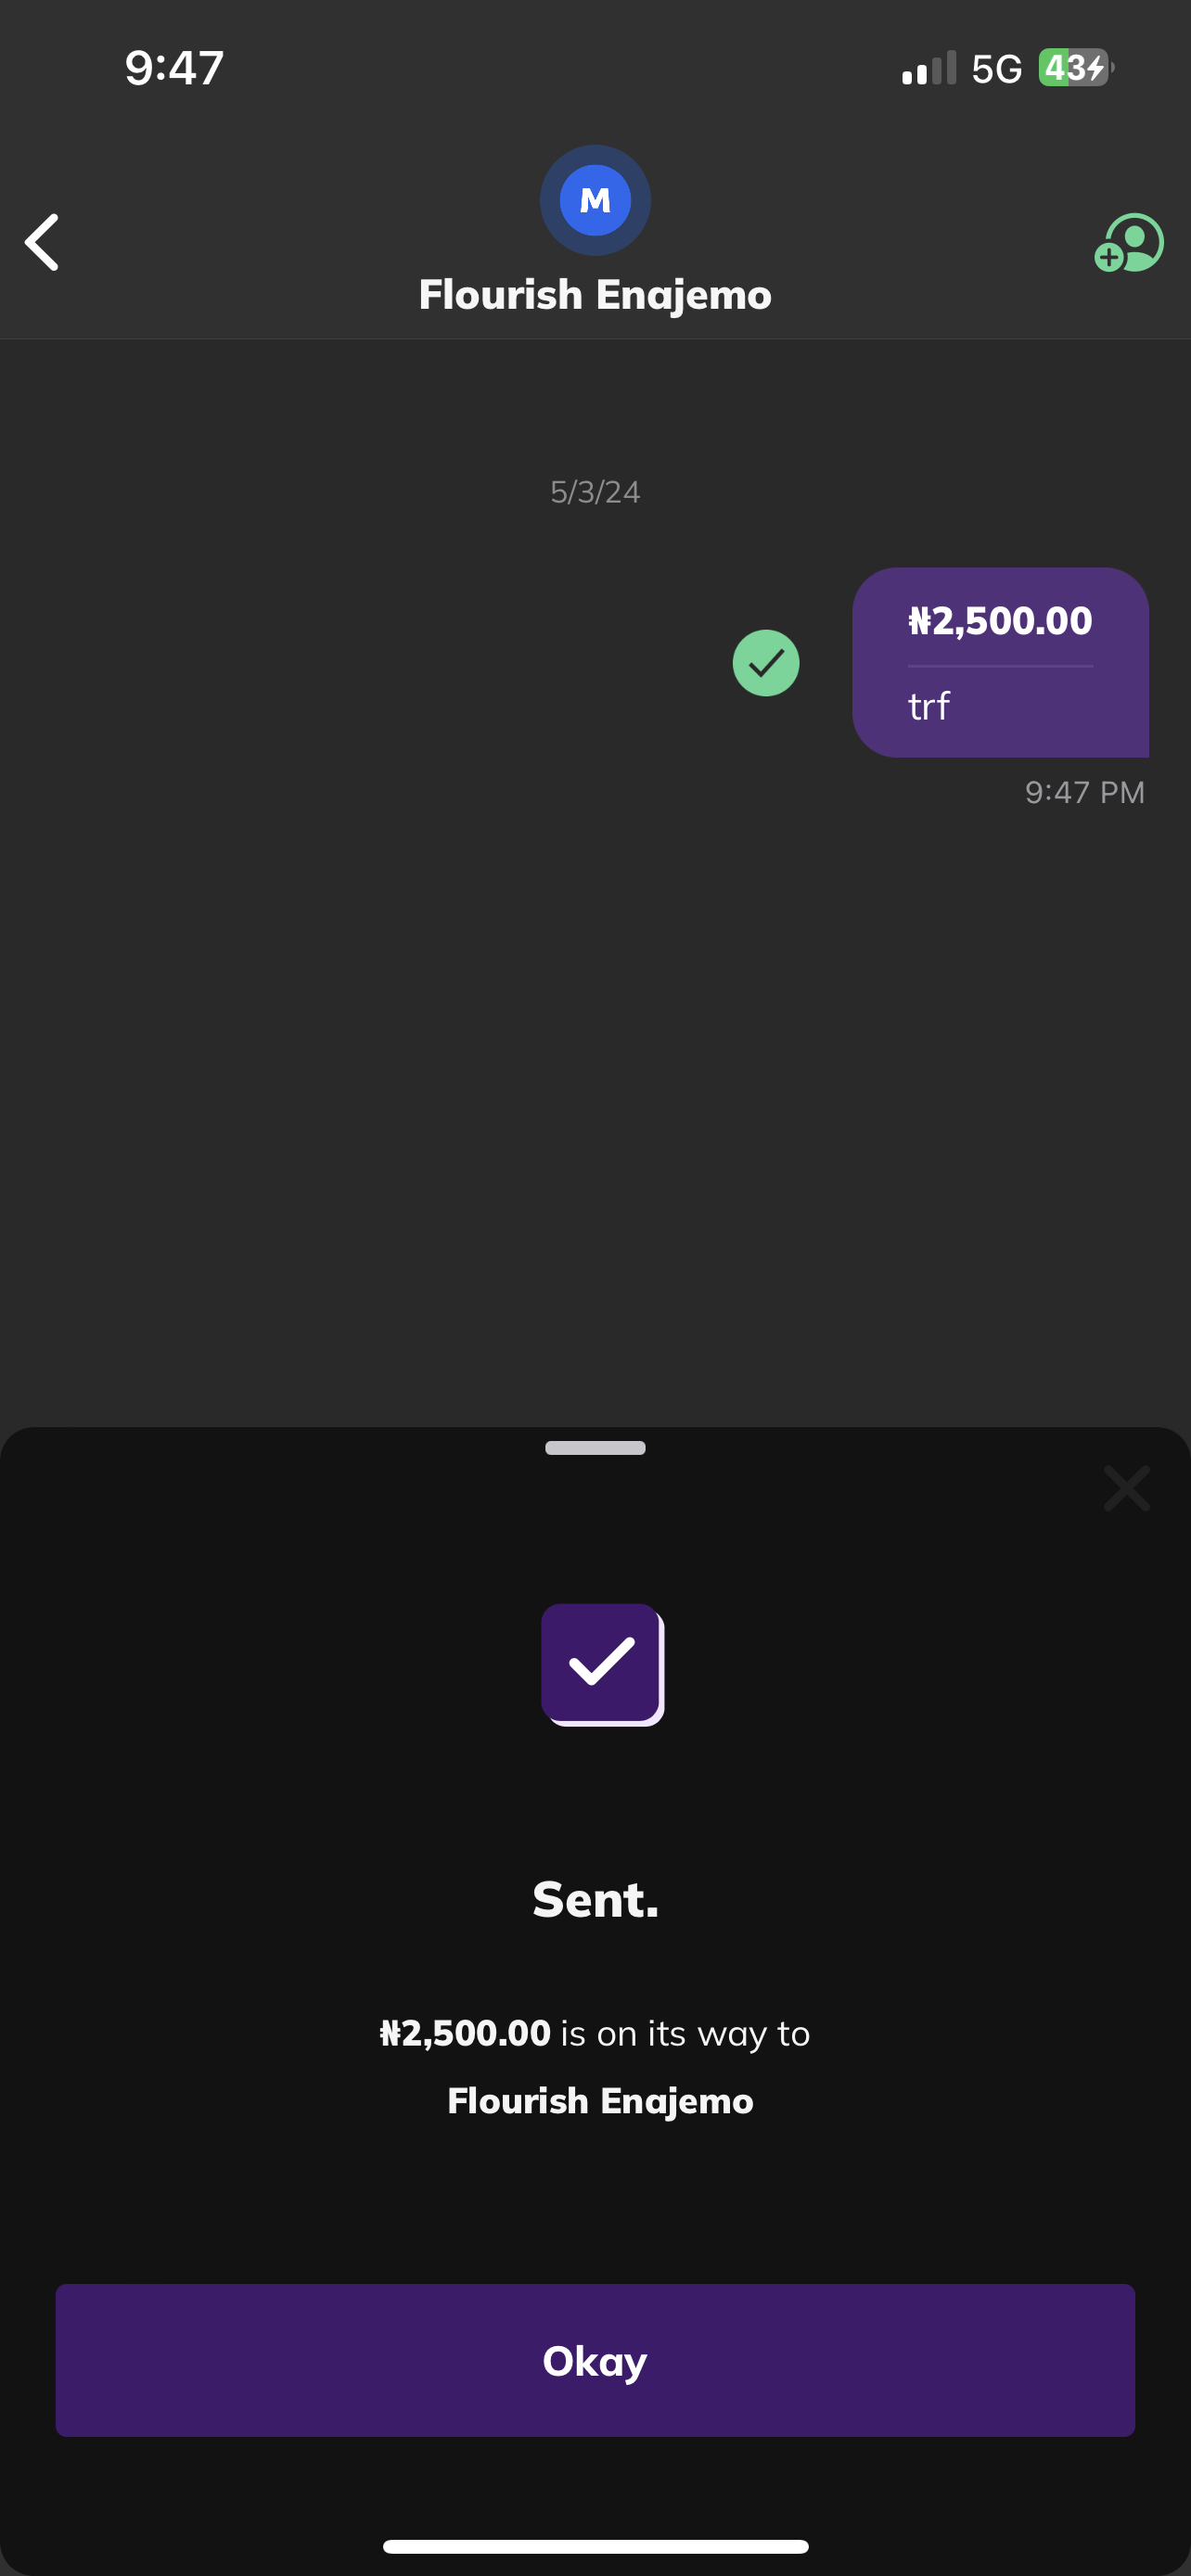 9:47
5G 43
M
Flourish Enajemo
5/3/24
₦2,500.00
trf
9:47 PM
Sent.
₦2,500.00 is on its way to
Flourish Enajemo
Okay